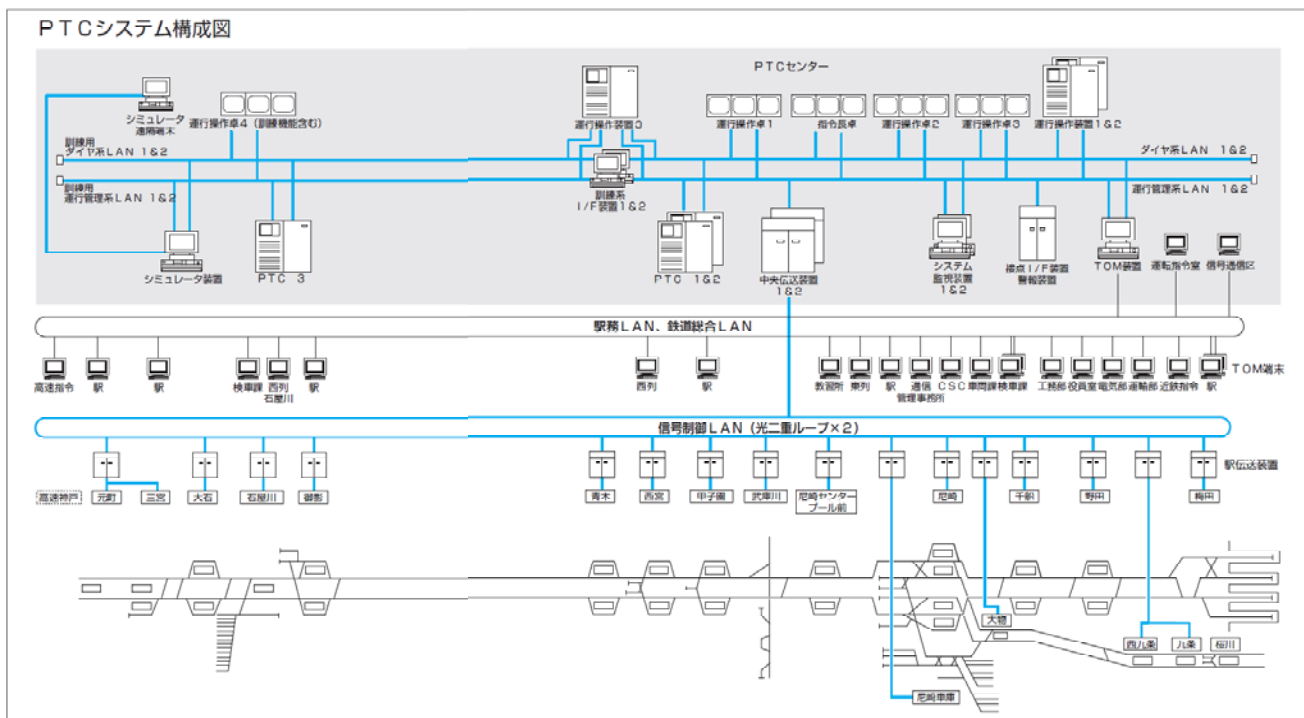 PTCシステム構成図
PTCセンター
シミュレータ
遠隔端末
運行操作卓4（訓練機能含む）
運行操作装置3
運行操作卓1
指令長卓
運行操作卓2
運行操作卓3
運行操作装置1&2
訓練用
ダイヤ系LAN 1&2
ダイヤ系LAN 1&2
訓練用
運行管理系LAN 1&2
運行管理系LAN 1&2
訓練系
I/F装置1&2
シミュレータ装置
PTC 3
PTC 1&2
中央伝送装置
1&2
システム
監視装置
1&2
接点I/F装置
警報装置
TOM装置
運転指令室
信号通信区
駅務LAN、鉄道総合LAN
高速指令
駅
駅
検車課
西列
石屋川
駅
西列
駅
教習所
東列
駅
通信
管理事務所
CSC
車両課
検車課
工務部
役員室
電気部
運輸部
近鉄指令
駅
TOM端末
信号制御LAN（光二重ループ×2）
駅伝送装置
高速神戸
元町
三宮
大石
石屋川
御影
青木
西宮
甲子園
武庫川
尼崎センター
プール前
尼崎
千船
野田
梅田
大物
西九条
九条
桜川
尼崎車庫